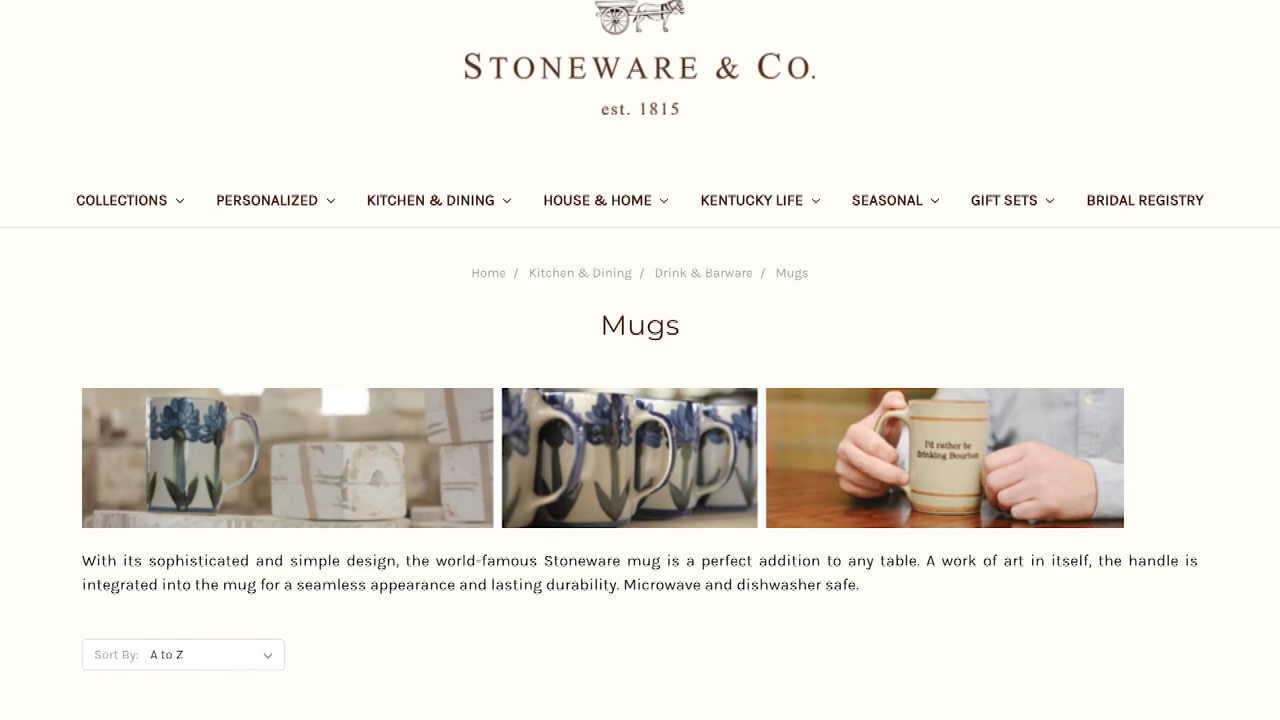 STONEWARE & CO.
est. 1815
COLLECTIONS PERSONALIZED KITCHEN & DINING HOUSE & HOME KENTUCKY LIFE SEASONAL GIFT SETS BRIDAL REGISTRY
Home / Kitchen & Dining / Drink & Barware / Mugs
Mugs
I'd rather be
drinking Bourbon
With its sophisticated and simple design, the world-famous Stoneware mug is a perfect addition to any table. A work of art in itself, the handle is
integrated into the mug for a seamless appearance and lasting durability. Microwave and dishwasher safe.
Sort By: A to Z